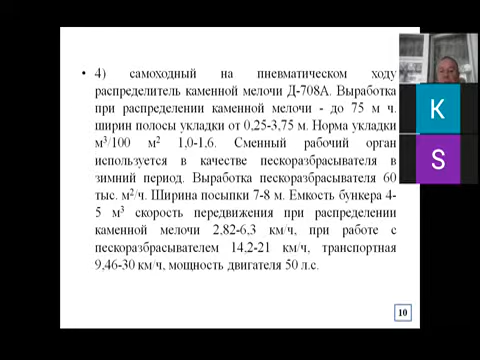 • 4) самоходный на пневматическом ходу
распределитель каменной мелочи Д-708А. Выработка
при распределении каменной мелочи - до 75 м ч.
ширин полосы укладки от 0,25-3,75 м. Норма укладки
м³/100 м² 1,0-1,6. Сменный рабочий орган
используется в качестве пескоразбрасывателя в
зимний период. Выработка пескоразбрасывателя 60
тыс. м²/ч. Ширина посыпки 7-8 м. Емкость бункера 4-
5 м³ скорость передвижения при распределении
каменной мелочи 2,82-6,3 км/ч, при работе с
пескоразбрасывателем 14,2-21 км/ч, транспортная
9,46-30 км/ч, мощность двигателя 50 л.с.
10
K
S